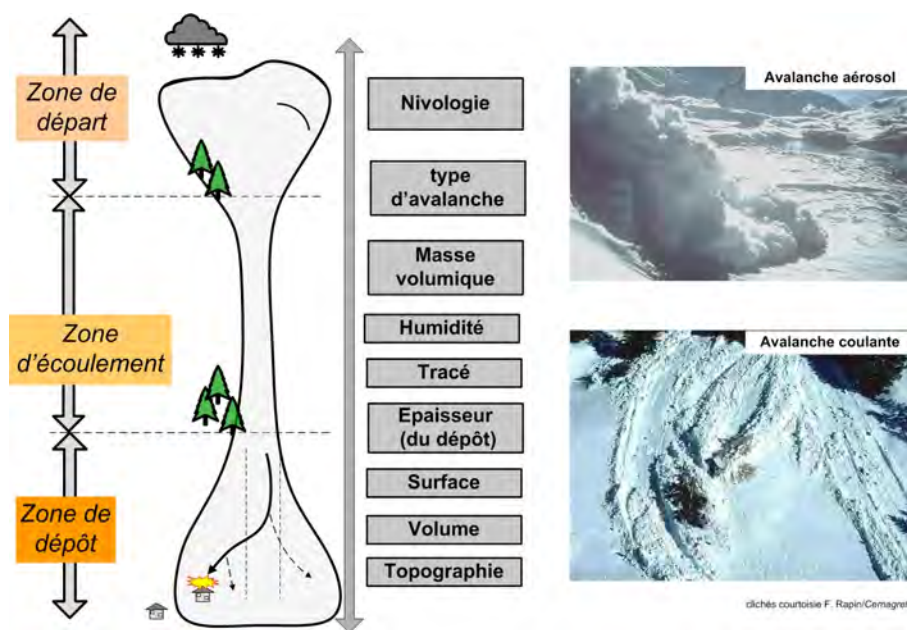 Zone de
départ
Zone
d'écoulement
Zone de
dépôt
Nivologie
type
d'avalanche
Masse
volumique
Humidité
Tracé
Epaisseur
(du dépôt)
Surface
Volume
Topographie
Avalanche aérosol
Avalanche coulante
clichés courtoisie F. Rapin/Cemagref